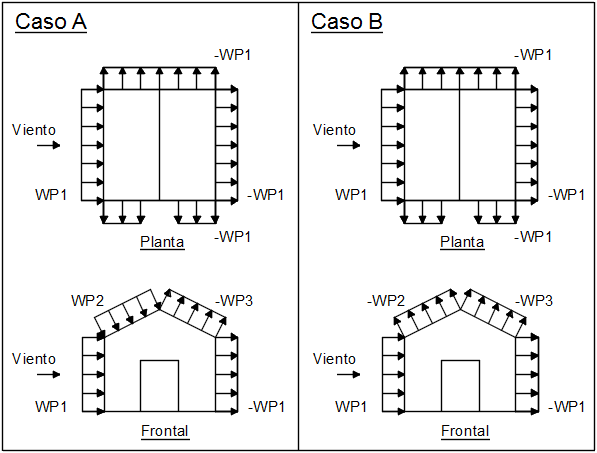 Caso A
-WP1
Viento
WP1
-WP1
-WP1
Planta
WP2
-WP3
Viento
WP1
-WP1
Frontal
Caso B
-WP1
Viento
WP1
-WP1
-WP1
Planta
-WP2
-WP3
Viento
WP1
-WP1
Frontal